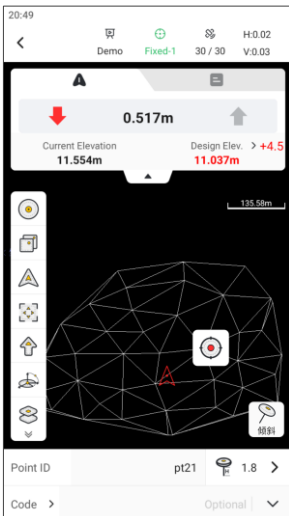 20:49
Demo
Fixed-1
30 / 30
H:0.02
V:0.03
0.517m
Current Elevation
11.554m
Design Elev. > +4.5
11.037m
135.58m
傾斜
Point ID
pt21
1.8
Code
Optional